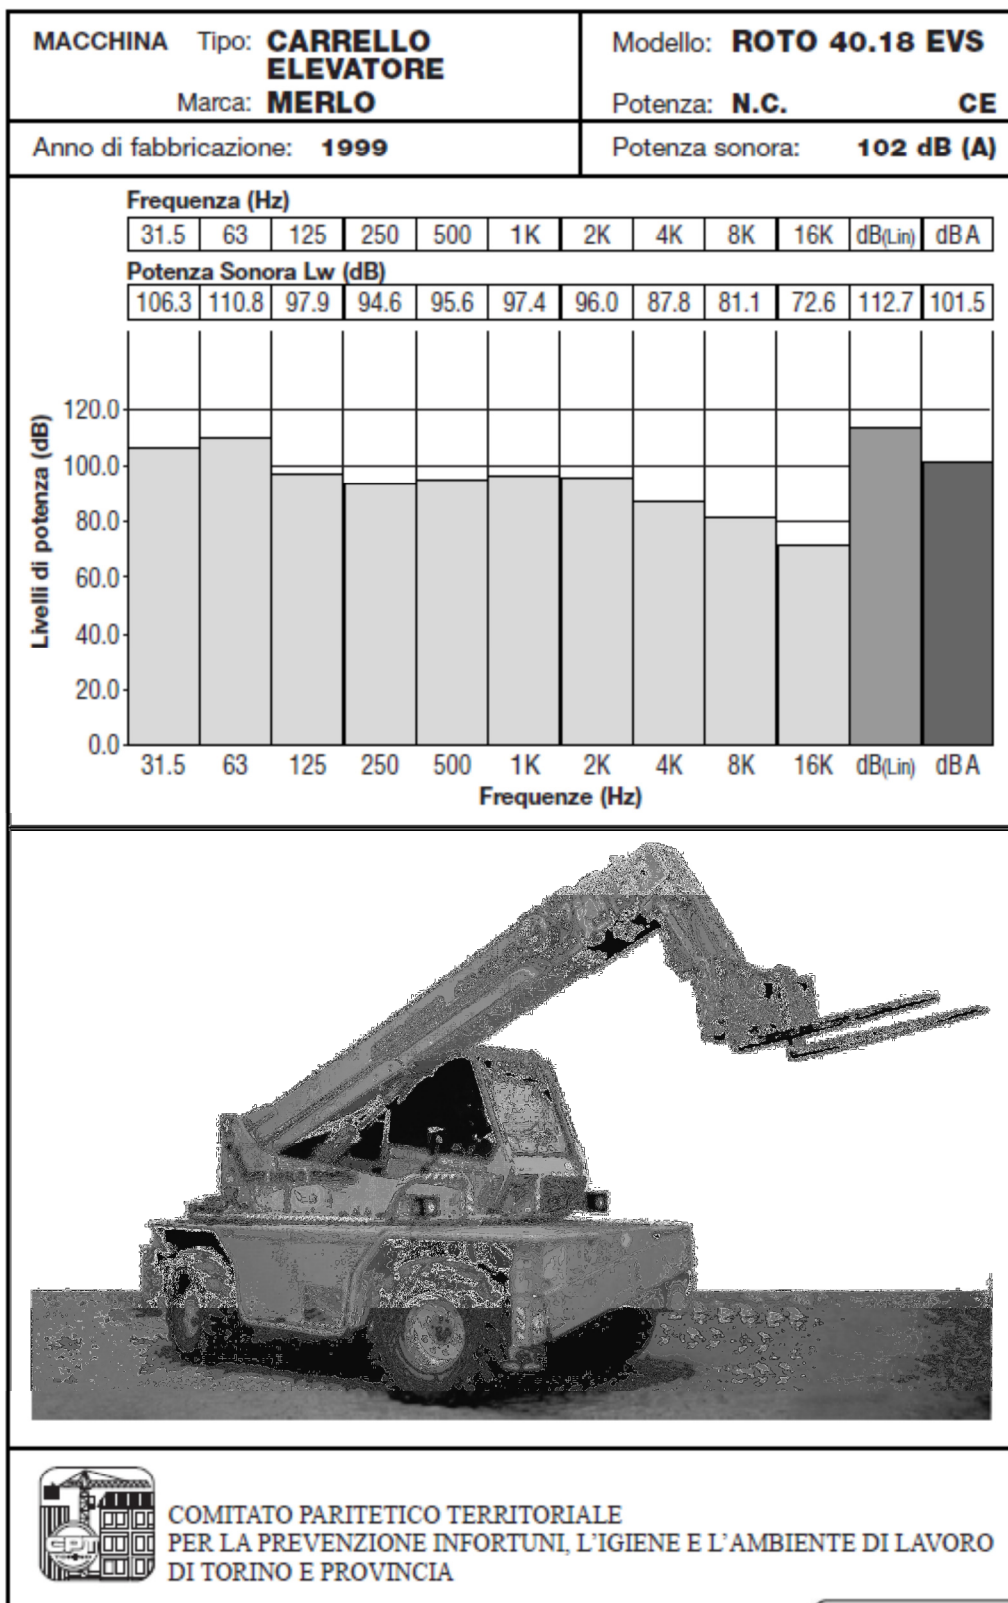 MACCHINA Tipo: CARRELLO
ELEVATORE
Marca: MERLO
Modello: ROTO 40.18 EVS
Potenza: N.C. CE
Anno di fabbricazione: 1999
Potenza sonora: 102 dB (A)
Frequenza (Hz)
31.5 63 125 250 500 1K 2K 4K 8K 16K dB(Lin) dB A
Potenza Sonora Lw (dB)
106.3 110.8 97.9 94.6 95.6 97.4 96.0 87.8 81.1 72.6 112.7 101.5
Livelli di potenza (dB)
120.0
100.0
80.0
60.0
40.0
20.0
0.0
31.5 63 125 250 500 1K 2K 4K 8K 16K dB(Lin) dB A
Frequenze (Hz)
CPT
COMITATO PARITETICO TERRITORIALE
PER LA PREVENZIONE INFORTUNI, L'IGIENE E L'AMBIENTE DI LAVORO
DI TORINO E PROVINCIA